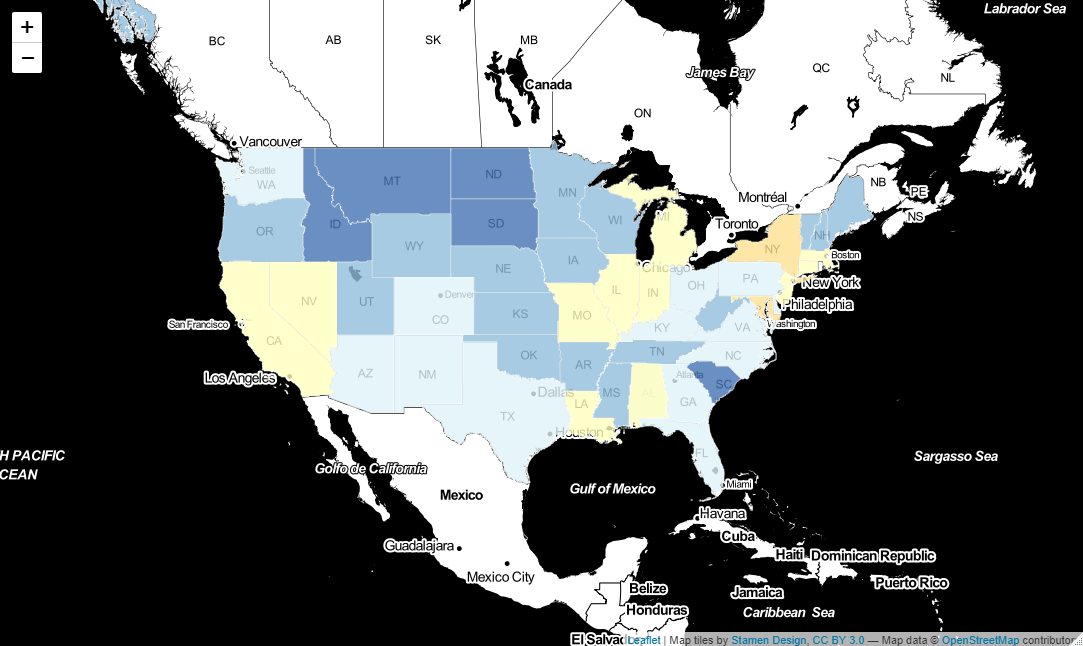 Labrador Sea
+
−
BC
AB
SK
MB
James Bay
QC
NL
Canada
ON
Vancouver
Seattle
WA
MT
ND
MN
NB
PE
NS
Montréal
Toronto
MI
WI
OR
ID
SD
NH
WY
NY
Boston
IA
Chicago
NE
PA
New York
OH
UT
NV
Denver
CO
IL
IN
Philadelphia
KS
MO
San Francisco
CA
KY
VA
Washington
OK
TN
NC
AZ
NM
AR
Atlanta
SC
Los Angeles
Dallas
MS
AL
GA
LA
TX
Houston
FL
H PACIFIC
CEAN
Golfo de California
Sargasso Sea
Mexico
Gulf of Mexico
Miami
Havana
Cuba
Guadalajara
Haiti
Dominican Republic
Mexico City
Belize
Jamaica
Puerto Rico
Honduras
Caribbean Sea
El Salvad
Leaflet | Map tiles by Stamen Design, CC BY 3.0 — Map data © OpenStreetMap contributor